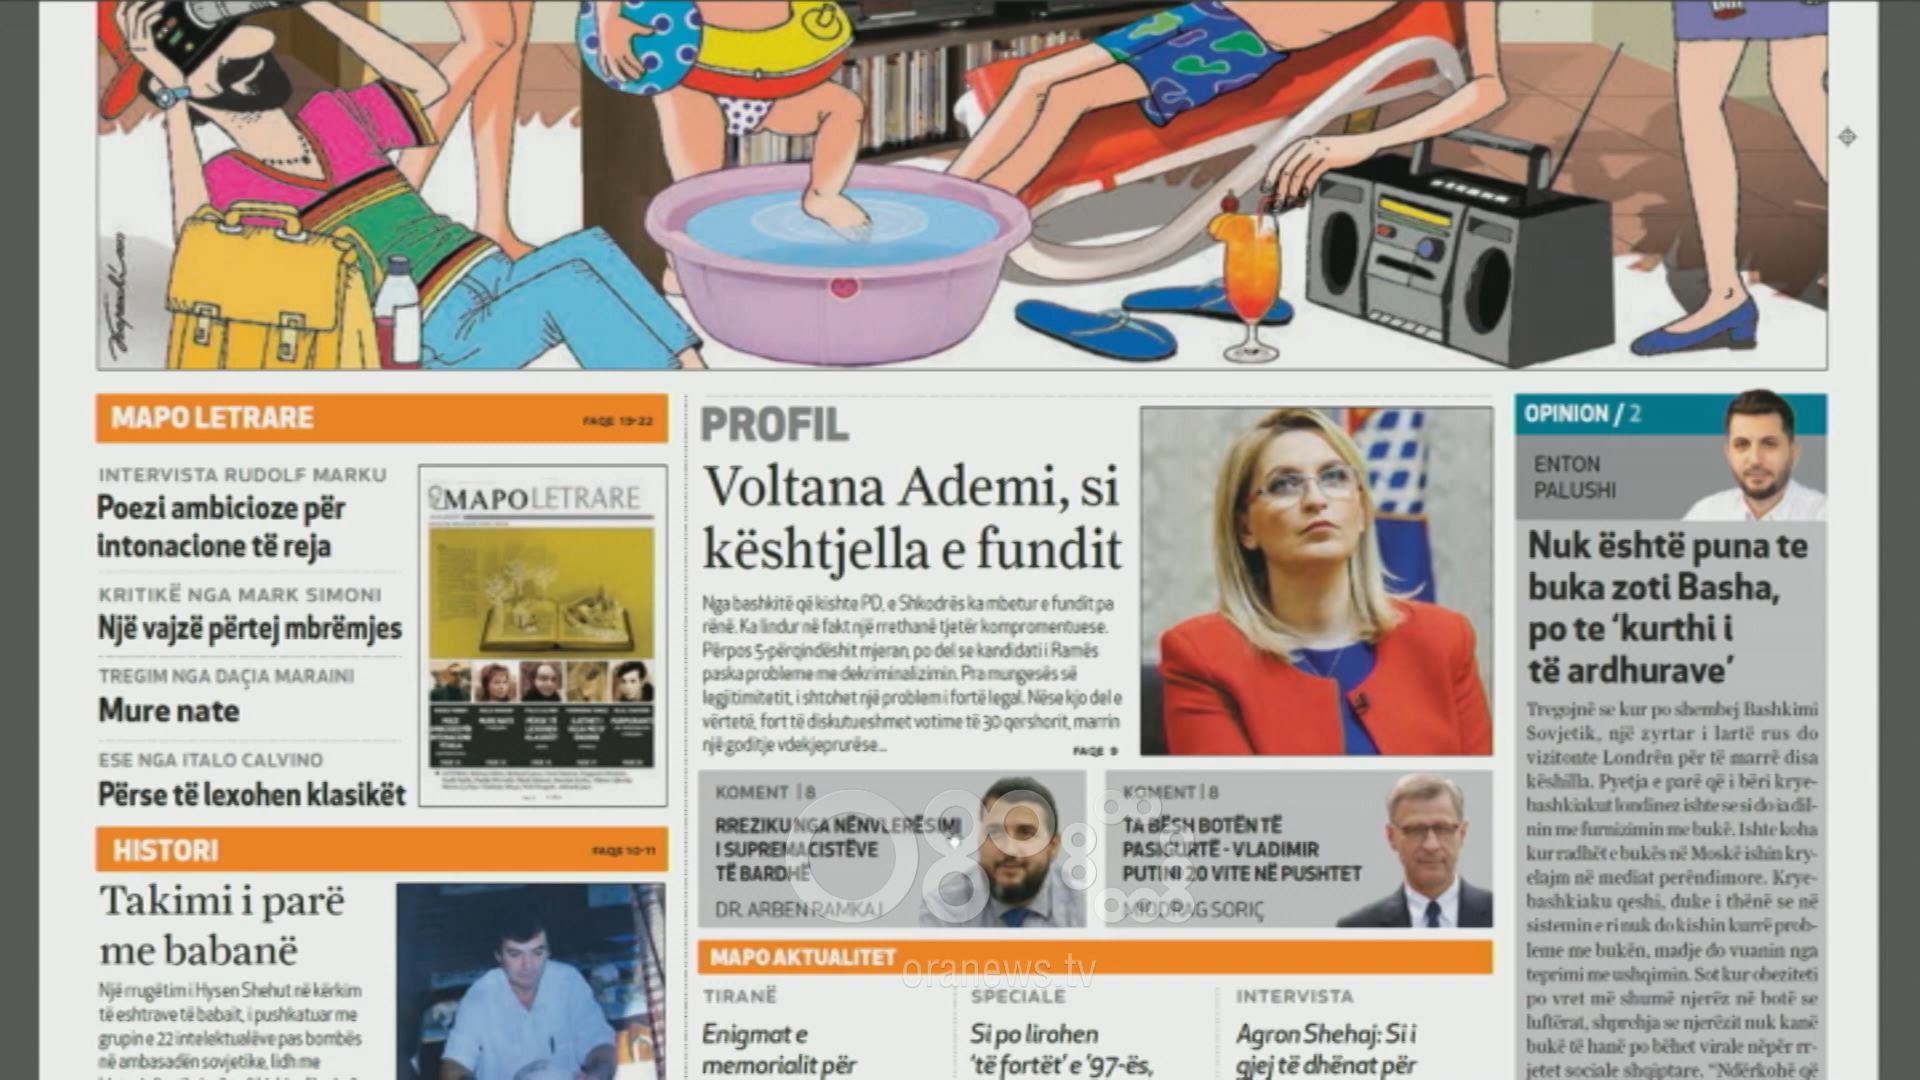 MAPO LETRARE
FAQE 13-22
INTERVISTA RUDOLF MARKU
Poezi ambicioze për
intonacione të reja
KRITIKË NGA MARK SIMONI
Një vajzë përtej mbrëmjes
TREGIM NGA DAÇIA MARAINI
Mure nate
ESE NGA ITALO CALVINO
Përse të lexohen klasikët
MAPO LETRARE
HISTORI
FAQE 10-11
Takimi i parë
me babanë
Një rrugëtim i Hysen Shehut në kërkim
të eshtrave të babait, i pushkatuar me
grupin e 22 intelektualëve pas bombës
në ambasadën sovjetike, lidh me
PROFIL
Voltana Ademi, si
kështjella e fundit
Nga bashkitë që kishte PD, e Shkodrës ka mbetur e fundit pa
rënë. Ka lindur në fakt një rrethanë tjetër kompromentuese.
Përpos 5-përqindëshit mjeran, po del se kandidati i Ramës
paska probleme me dekriminalizimin. Pra mungesës së
legjitimitetit, i shtohet një problem i fortë legal. Nëse kjo del e
vërtetë, fort të diskutueshmet votime të 30 qershorit, marrin
një goditje vdekjeprurëse...
FAQE 9
KOMENT | 8
RREZIKU NGA NËNVLERËSIMI
I SUPREMACISTËVE
TË BARDHË
DR. ARBEN RAMKAJ
KOMENT | 8
TA BËSH BOTËN TË
PASIGURTË - VLADIMIR
PUTINI 20 VITE NË PUSHTET
MIODRAG SORIÇ
MAPO AKTUALITET
oranews.tv
TIRANË
Enigmat e
memorialit për
SPECIALE
Si po lirohen
'të fortët' e '97-ës,
INTERVISTA
Agron Shehaj: Si i
gjej të dhënat për
OPINION / 2
ENTON
PALUSHI
Nuk është puna te
buka zoti Basha,
po te 'kurthi i
të ardhurave'
Tregojnë se kur po shembej Bashkimi
Sovjetik, një zyrtar i lartë rus do
vizitonte Londrën për të marrë disa
këshilla. Pyetja e parë që i bëri krye-
bashkiakut londinez ishte se si do ia dil-
nin me furnizimin me bukë. Ishte koha
kur radhët e bukës në Moskë ishin kry-
elajm në mediat perëndimore. Krye-
bashkiaku qeshi, duke i thënë se në
sistemin e ri nuk do kishin kurrë prob-
leme me bukën, madje do vuanin nga
teprimi me ushqimin. Sot kur obeziteti
po vret më shumë njerëz në botë se
luftërat, shprehja se njerëzit nuk kanë
bukë të hanë po bëhet virale nëpër rr-
jetet sociale shqiptare. "Ndërkohë që